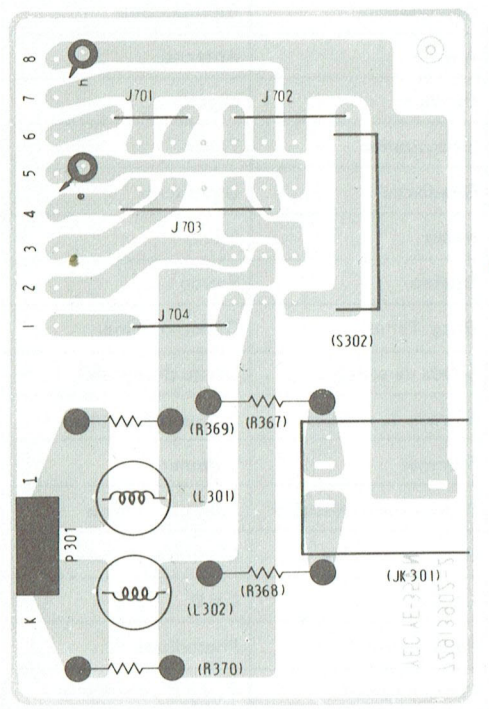 8
h
7
J701
J702
6
5
e
4
J703
3
2
1
J704
(S302)
(R369)
(R367)
I
(L301)
P301
(JK301)
(R368)
(L302)
K
(R370)